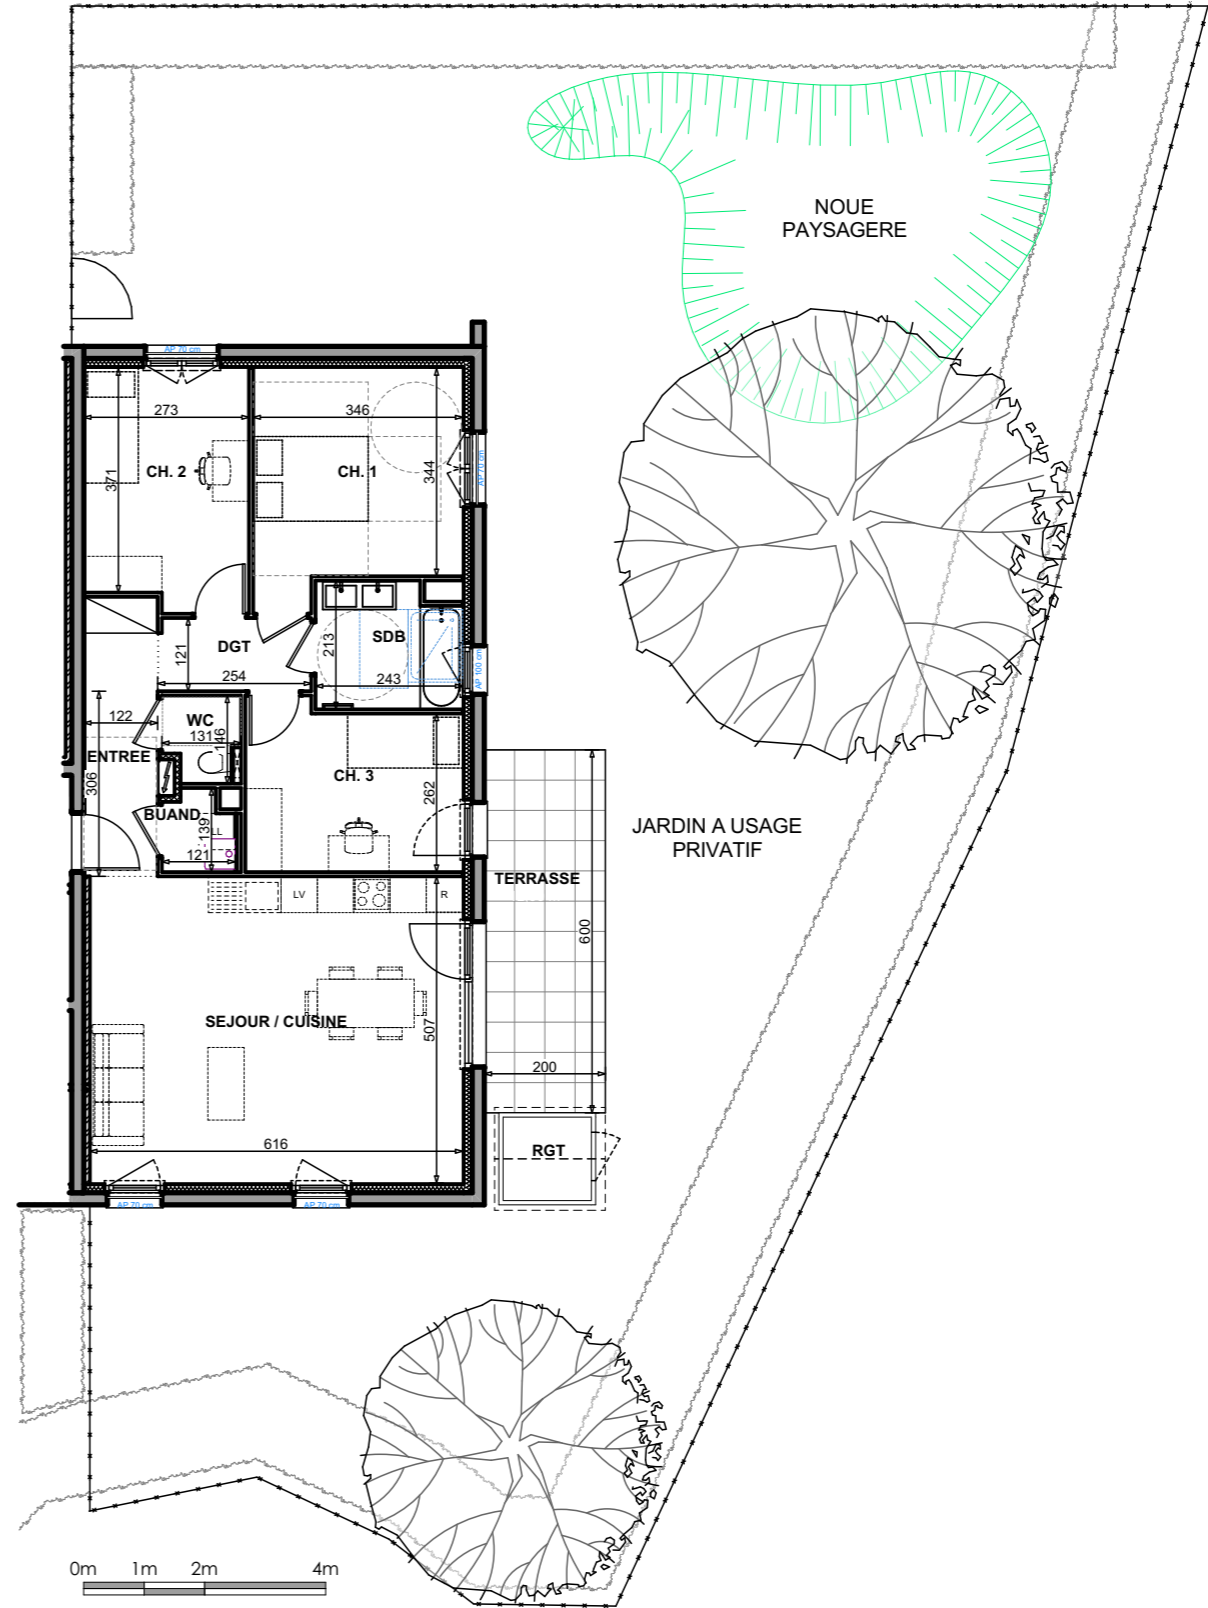 NOUE
PAYSAGERE
AP 70 cm
273
346
CH. 2
CH. 1
371
344
AP 70 cm
DGT
SDB
213
121
254
243
AP 100 cm
122
WC
131
146
ENTREE
306
CH. 3
262
BUAND.
139
LL
121
JARDIN A USAGE
PRIVATIF
TERRASSE
LV
R
600
SEJOUR / CUISINE
507
200
616
RGT
AP 70 cm
AP 70 cm
0m 1m 2m 4m